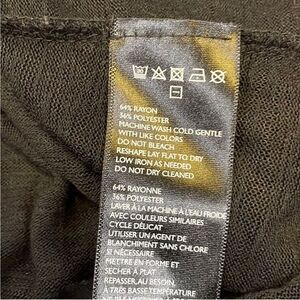 64% RAYON
36% POLYESTER
MACHINE WASH COLD GENTLE
WITH LIKE COLORS
DO NOT BLEACH
RESHAPE LAY FLAT TO DRY
LOW IRON AS NEEDED
DO NOT DRY CLEANED
64% RAYONNE
36% POLYESTER
LAVER À LA MACHINE À L'EAU FROIDE
AVEC COULEURS SIMILAIRES
CYCLE DÉLICAT
UTILISER UN AGENT DE
BLANCHIMENT SANS CHLORE
SI NÉCESSAIRE
METTRE EN FORME ET
SÉCHER À PLAT
REPASSER AU BESOIN
À TRÈS BASSE TEMPÉRATURE